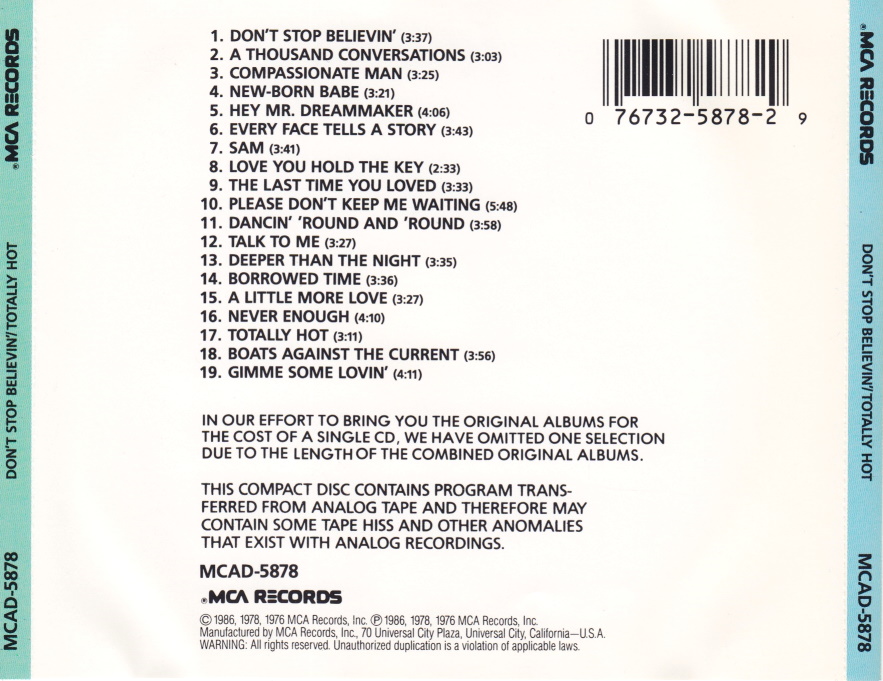 1. DON'T STOP BELIEVIN' (3:37)
2. A THOUSAND CONVERSATIONS (3:03)
3. COMPASSIONATE MAN (3:25)
4. NEW-BORN BABE (3:21)
5. HEY MR. DREAMMAKER (4:06)
6. EVERY FACE TELLS A STORY (3:43)
7. SAM (3:41)
8. LOVE YOU HOLD THE KEY (2:33)
9. THE LAST TIME YOU LOVED (3:33)
10. PLEASE DON'T KEEP ME WAITING (5:48)
11. DANCIN' 'ROUND AND 'ROUND (3:58)
12. TALK TO ME (3:27)
13. DEEPER THAN THE NIGHT (3:35)
14. BORROWED TIME (3:36)
15. A LITTLE MORE LOVE (3:27)
16. NEVER ENOUGH (4:10)
17. TOTALLY HOT (3:11)
18. BOATS AGAINST THE CURRENT (3:56)
19. GIMME SOME LOVIN' (4:11)
0 76732-5878-2 9
IN OUR EFFORT TO BRING YOU THE ORIGINAL ALBUMS FOR
THE COST OF A SINGLE CD, WE HAVE OMITTED ONE SELECTION
DUE TO THE LENGTH OF THE COMBINED ORIGINAL ALBUMS.
THIS COMPACT DISC CONTAINS PROGRAM TRANS-
FERRED FROM ANALOG TAPE AND THEREFORE MAY
CONTAIN SOME TAPE HISS AND OTHER ANOMALIES
THAT EXIST WITH ANALOG RECORDINGS.
MCAD-5878
®MCA RECORDS
© 1986, 1978, 1976 MCA Records, Inc. ℗ 1986, 1978, 1976 MCA Records, Inc.
Manufactured by MCA Records, Inc., 70 Universal City Plaza, Universal City, California—U.S.A.
WARNING: All rights reserved. Unauthorized duplication is a violation of applicable laws.
MCAD-5878 DON'T STOP BELIEVIN'/TOTALLY HOT ®MCA RECORDS
®MCA RECORDS DON'T STOP BELIEVIN'/TOTALLY HOT MCAD-5878